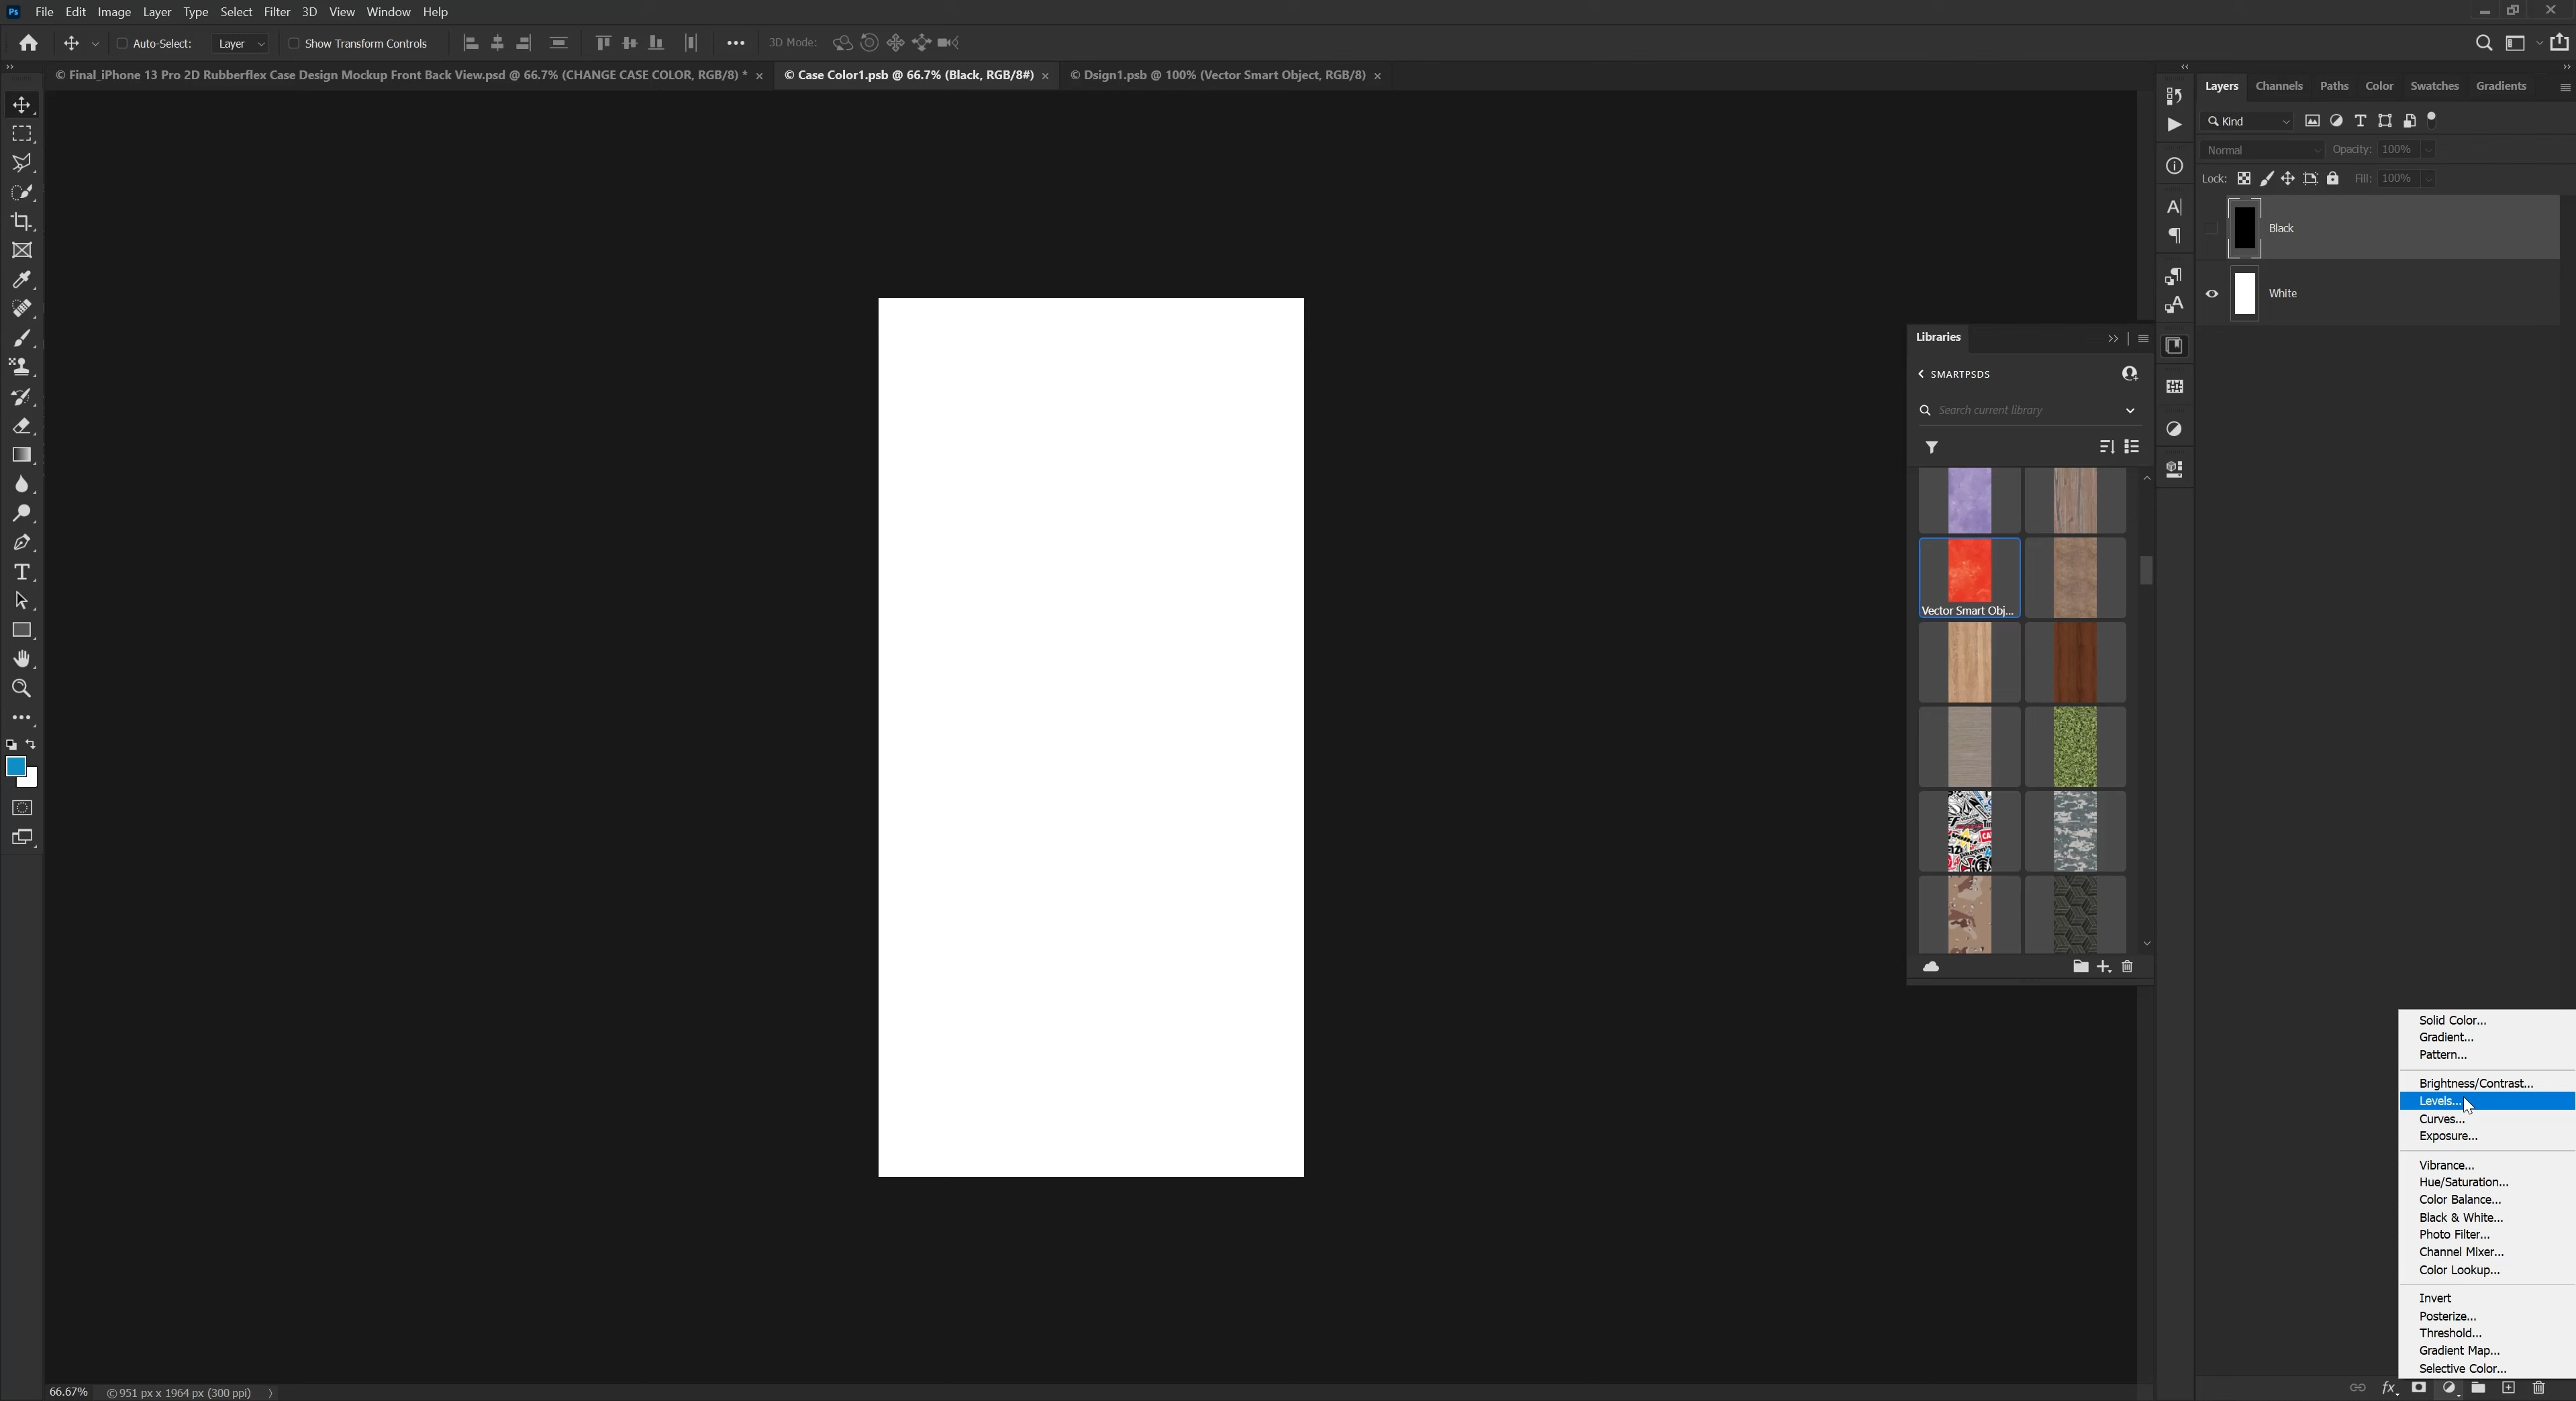 Ps File Edit Image Layer Type Select Filter 3D View Window Help
Auto-Select: Layer Show Transform Controls 3D Mode:
© Final_iPhone 13 Pro 2D Rubberflex Case Design Mockup Front Back View.psd @ 66.7% (CHANGE CASE COLOR, RGB/8) * × © Case Color1.psb @ 66.7% (Black, RGB/8#) × © Dsign1.psb @ 100% (Vector Smart Object, RGB/8) ×
Layers Channels Paths Color Swatches Gradients
Kind
Normal Opacity: 100%
Lock: Fill: 100%
Black
White
Libraries
SMARTPSDS
Search current library
Vector Smart Obj...
Solid Color...
Gradient...
Pattern...
Brightness/Contrast...
Levels...
Curves...
Exposure...
Vibrance...
Hue/Saturation...
Color Balance...
Black & White...
Photo Filter...
Channel Mixer...
Color Lookup...
Invert
Posterize...
Threshold...
Gradient Map...
Selective Color...
66.67% © 951 px x 1964 px (300 ppi)
fx